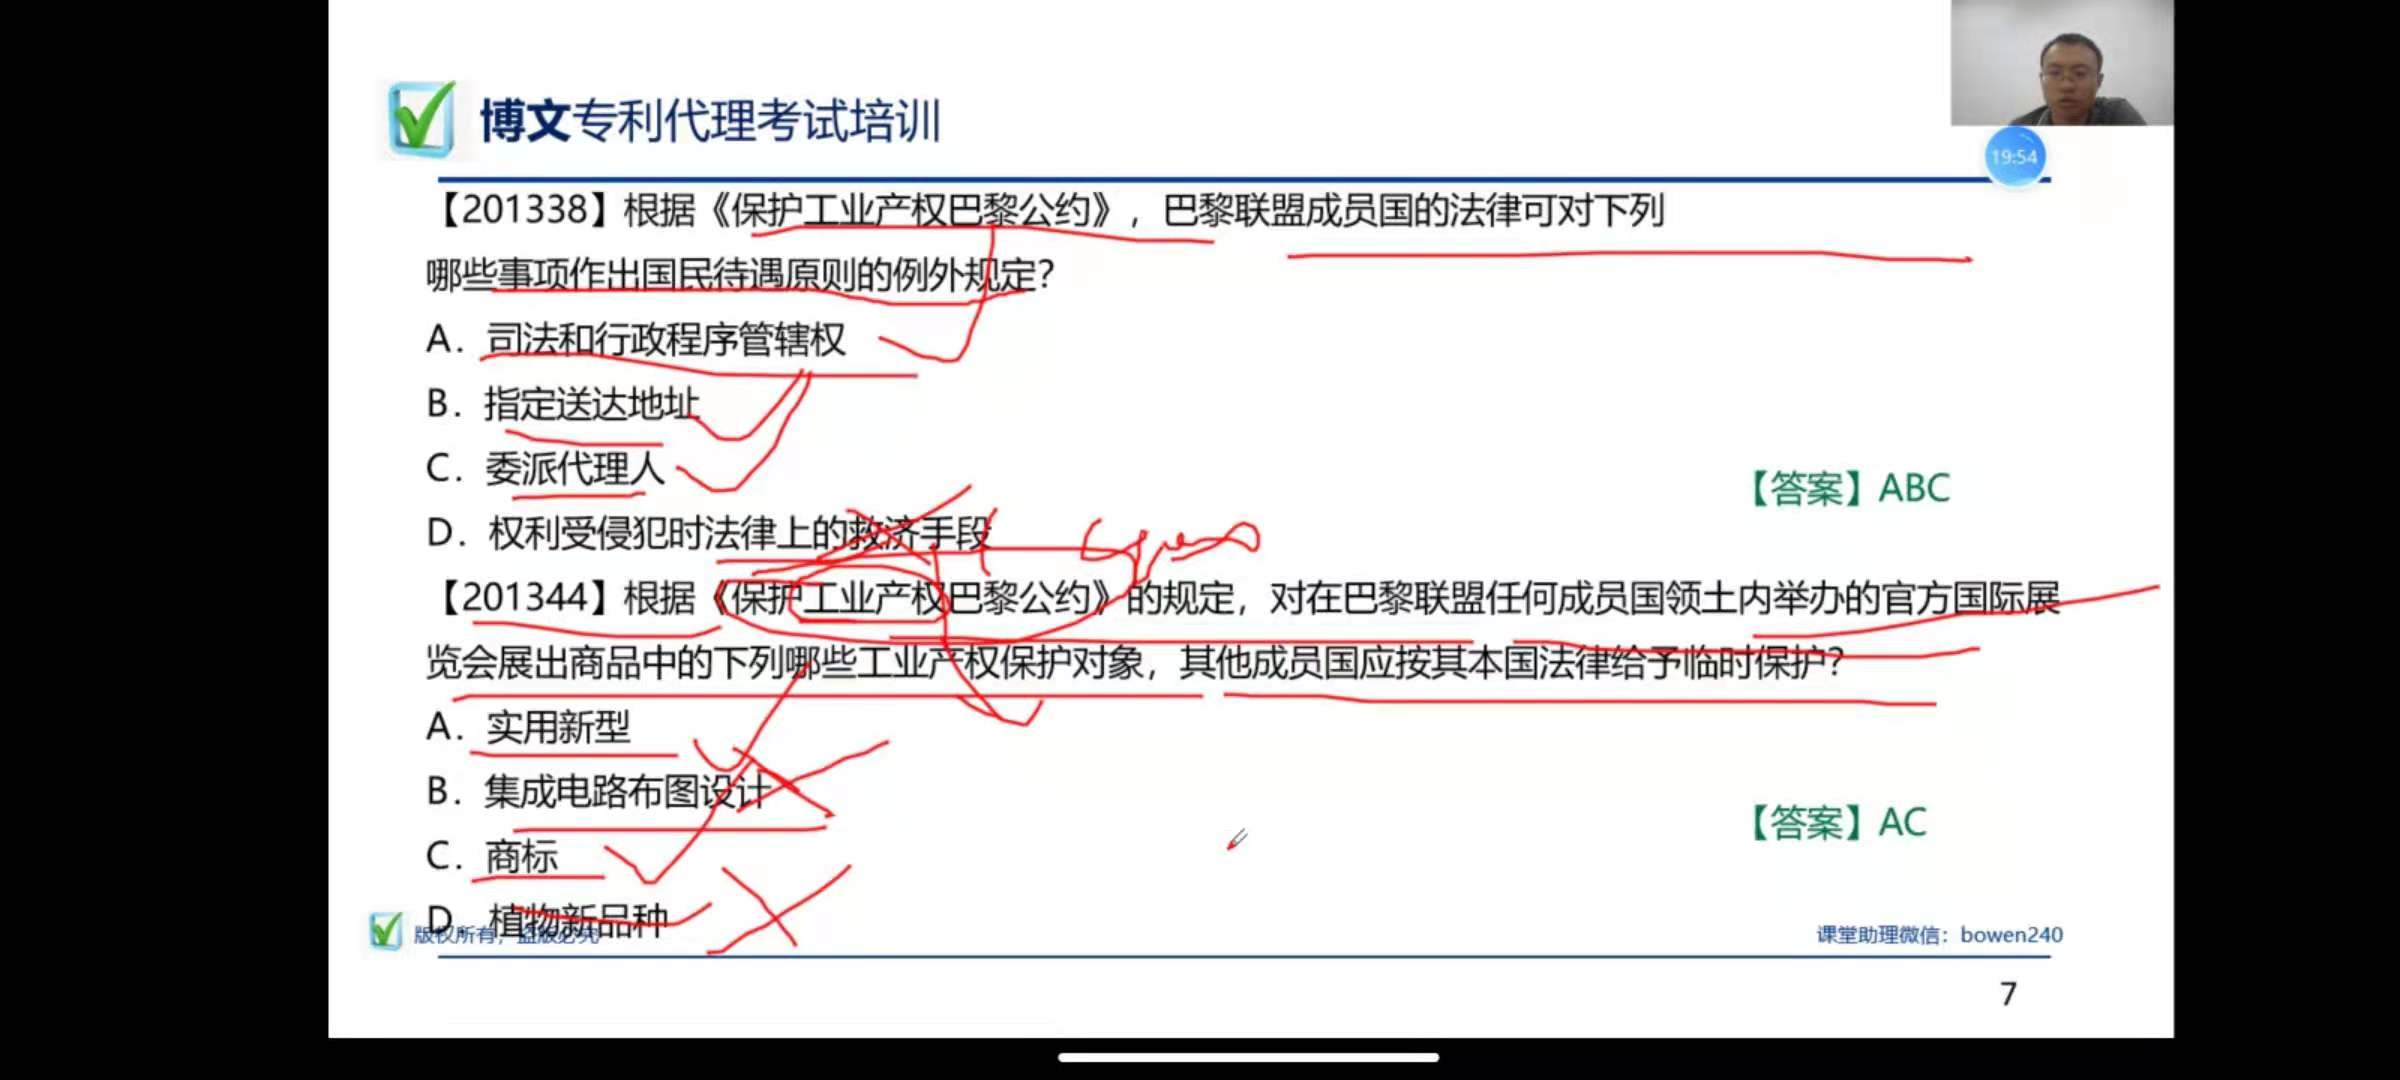 博文专利代理考试培训
19:54
【201338】根据《保护工业产权巴黎公约》，巴黎联盟成员国的法律可对下列
哪些事项作出国民待遇原则的例外规定？
A. 司法和行政程序管辖权
B. 指定送达地址
C. 委派代理人
【答案】ABC
D. 权利受侵犯时法律上的救济手段
【201344】根据《保护工业产权巴黎公约》的规定，对在巴黎联盟任何成员国领土内举办的官方国际展
览会展出商品中的下列哪些工业产权保护对象，其他成员国应按其本国法律给予临时保护？
A. 实用新型
B. 集成电路布图设计
【答案】AC
C. 商标
D. 植物新品种
版权所有，盗版必究
课堂助理微信：bowen240
7